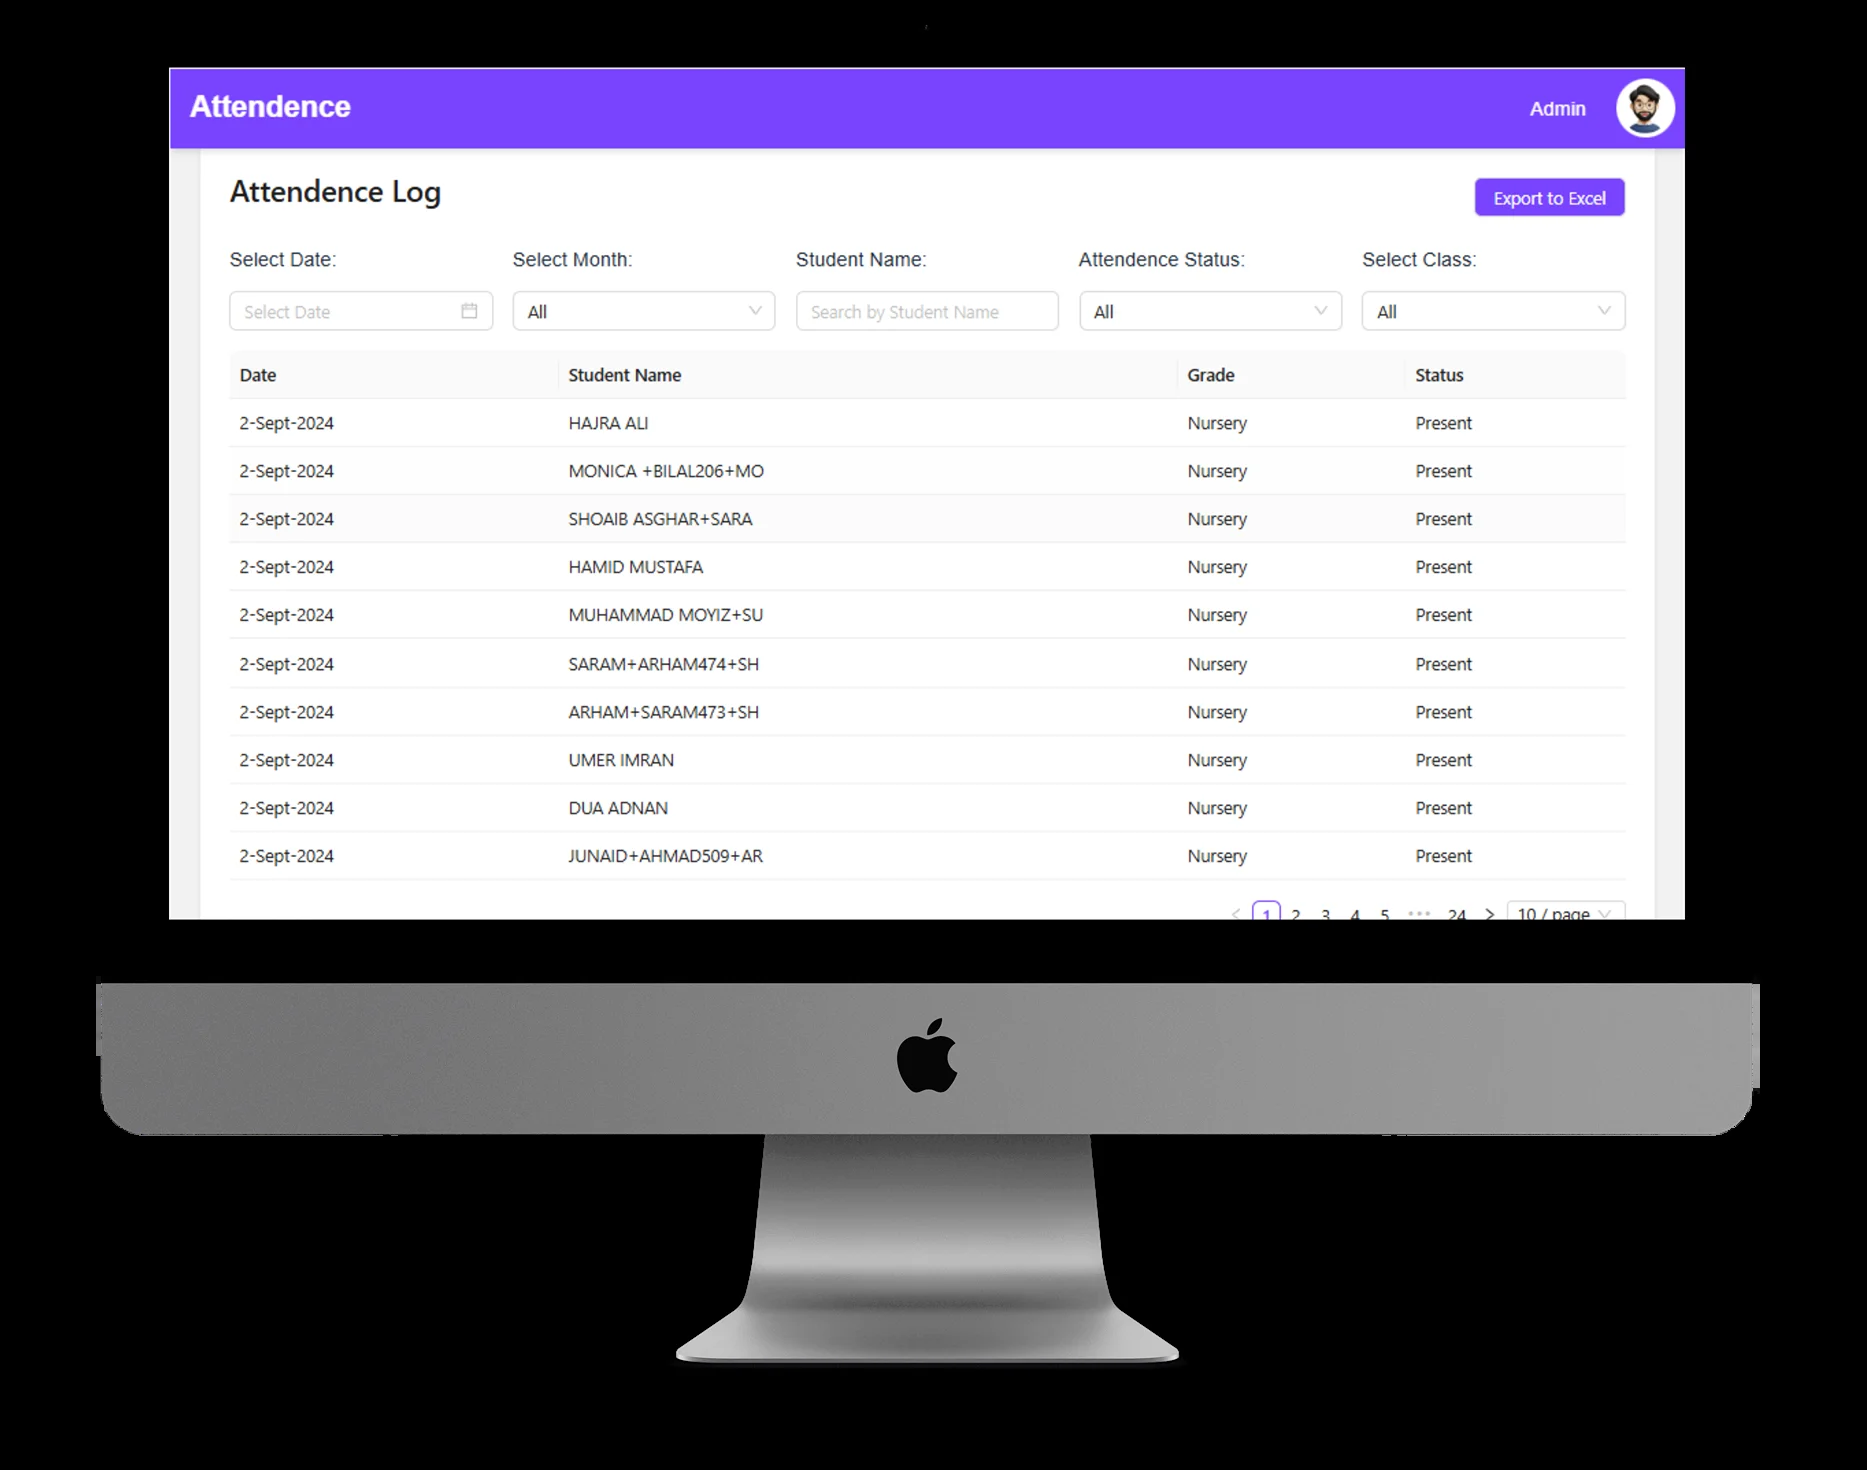 Attendence
Admin
Attendence Log
Export to Excel
Select Date: Select Month: Student Name: Attendence Status: Select Class:
Select Date All Search by Student Name All All
Date Student Name Grade Status
2-Sept-2024 HAJRA ALI Nursery Present
2-Sept-2024 MONICA +BILAL206+MO Nursery Present
2-Sept-2024 SHOAIB ASGHAR+SARA Nursery Present
2-Sept-2024 HAMID MUSTAFA Nursery Present
2-Sept-2024 MUHAMMAD MOYIZ+SU Nursery Present
2-Sept-2024 SARAM+ARHAM474+SH Nursery Present
2-Sept-2024 ARHAM+SARAM473+SH Nursery Present
2-Sept-2024 UMER IMRAN Nursery Present
2-Sept-2024 DUA ADNAN Nursery Present
2-Sept-2024 JUNAID+AHMAD509+AR Nursery Present
< 1 2 3 4 5 ••• 24 > 10 / page